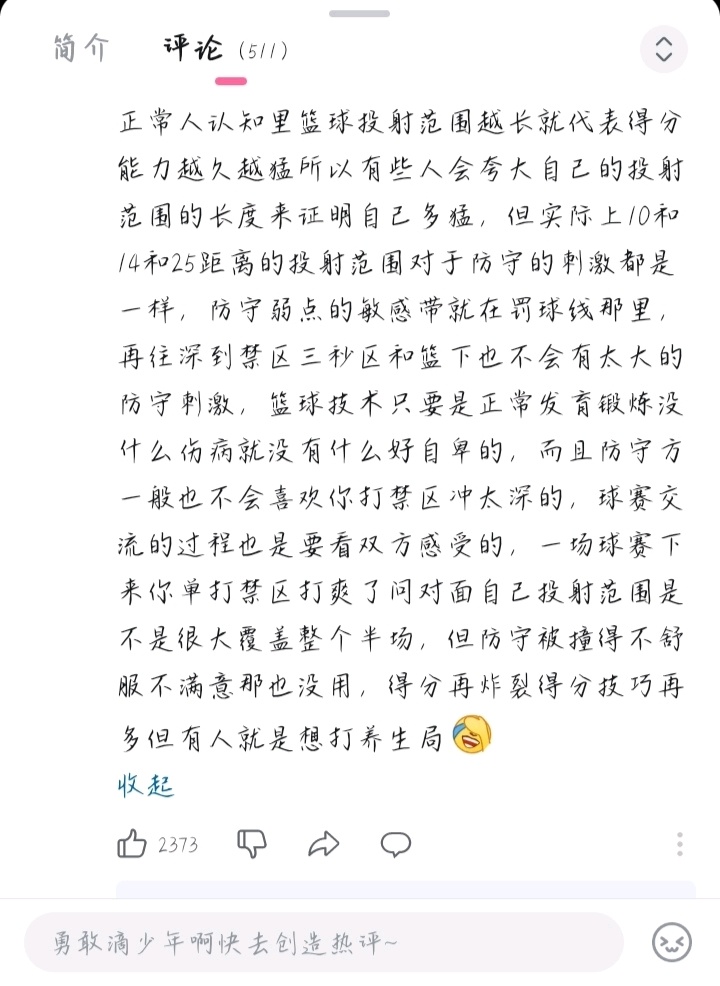 简介 评论 (511)
正常人认知里篮球投射范围越长就代表得分
能力越久越猛所以有些人会夸大自己的投射
范围的长度来证明自己多猛，但实际上10和
14和25距离的投射范围对于防守的刺激都是
一样，防守弱点的敏感带就在罚球线那里，
再往深到禁区三秒区和篮下也不会有太大的
防守刺激，篮球技术只要是正常发育锻炼没
什么伤病就没有什么好自卑的，而且防守方
一般也不会喜欢你打禁区冲太深的，球赛交
流的过程也是要看双方感受的，一场球赛下
来你单打禁区打爽了问对面自己投射范围是
不是很大覆盖整个半场，但防守被撞得不舒
服不满意那也没用，得分再炸裂得分技巧再
多但有人就是想打养生局
收起
2373
勇敢滴少年啊快去创造热评~